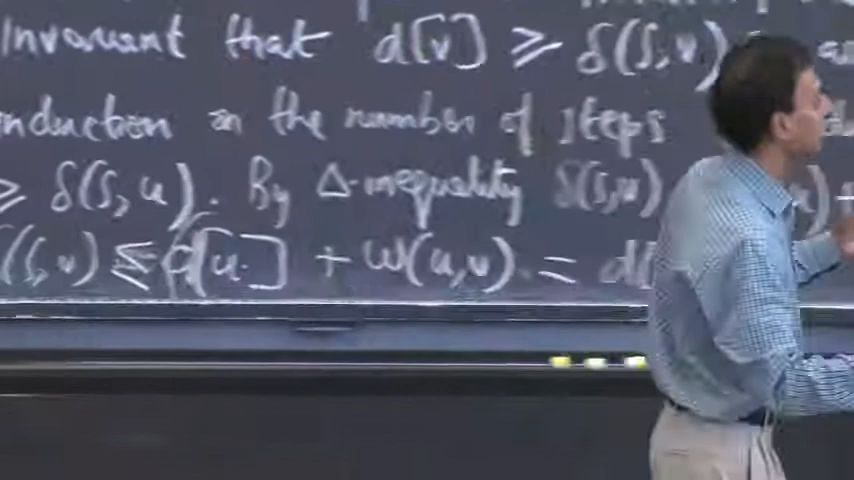 Invariant that d[v] ≥ δ(s,v)
induction on the number of steps
≥ δ(s,u). By Δ-inequality δ(s,v)
δ(s,v) ≤ d[u] + w(u,v) = d[